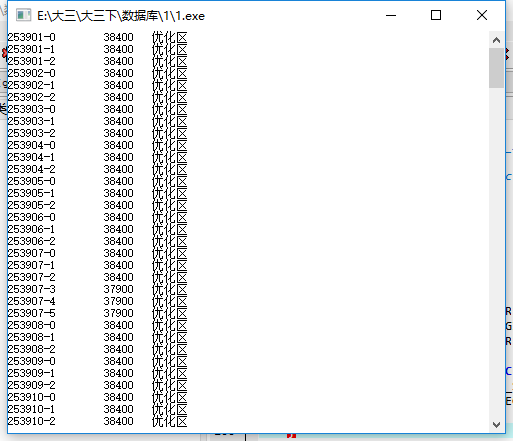 E:\大三\大三下\数据库\1\1.exe
253901-0 38400 优化区
253901-1 38400 优化区
253901-2 38400 优化区
253902-0 38400 优化区
253902-1 38400 优化区
253902-2 38400 优化区
253903-0 38400 优化区
253903-1 38400 优化区
253903-2 38400 优化区
253904-0 38400 优化区
253904-1 38400 优化区
253904-2 38400 优化区
253905-0 38400 优化区
253905-1 38400 优化区
253905-2 38400 优化区
253906-0 38400 优化区
253906-1 38400 优化区
253906-2 38400 优化区
253907-0 38400 优化区
253907-1 38400 优化区
253907-2 38400 优化区
253907-3 37900 优化区
253907-4 37900 优化区
253907-5 37900 优化区
253908-0 38400 优化区
253908-1 38400 优化区
253908-2 38400 优化区
253909-0 38400 优化区
253909-1 38400 优化区
253909-2 38400 优化区
253910-0 38400 优化区
253910-1 38400 优化区
253910-2 38400 优化区